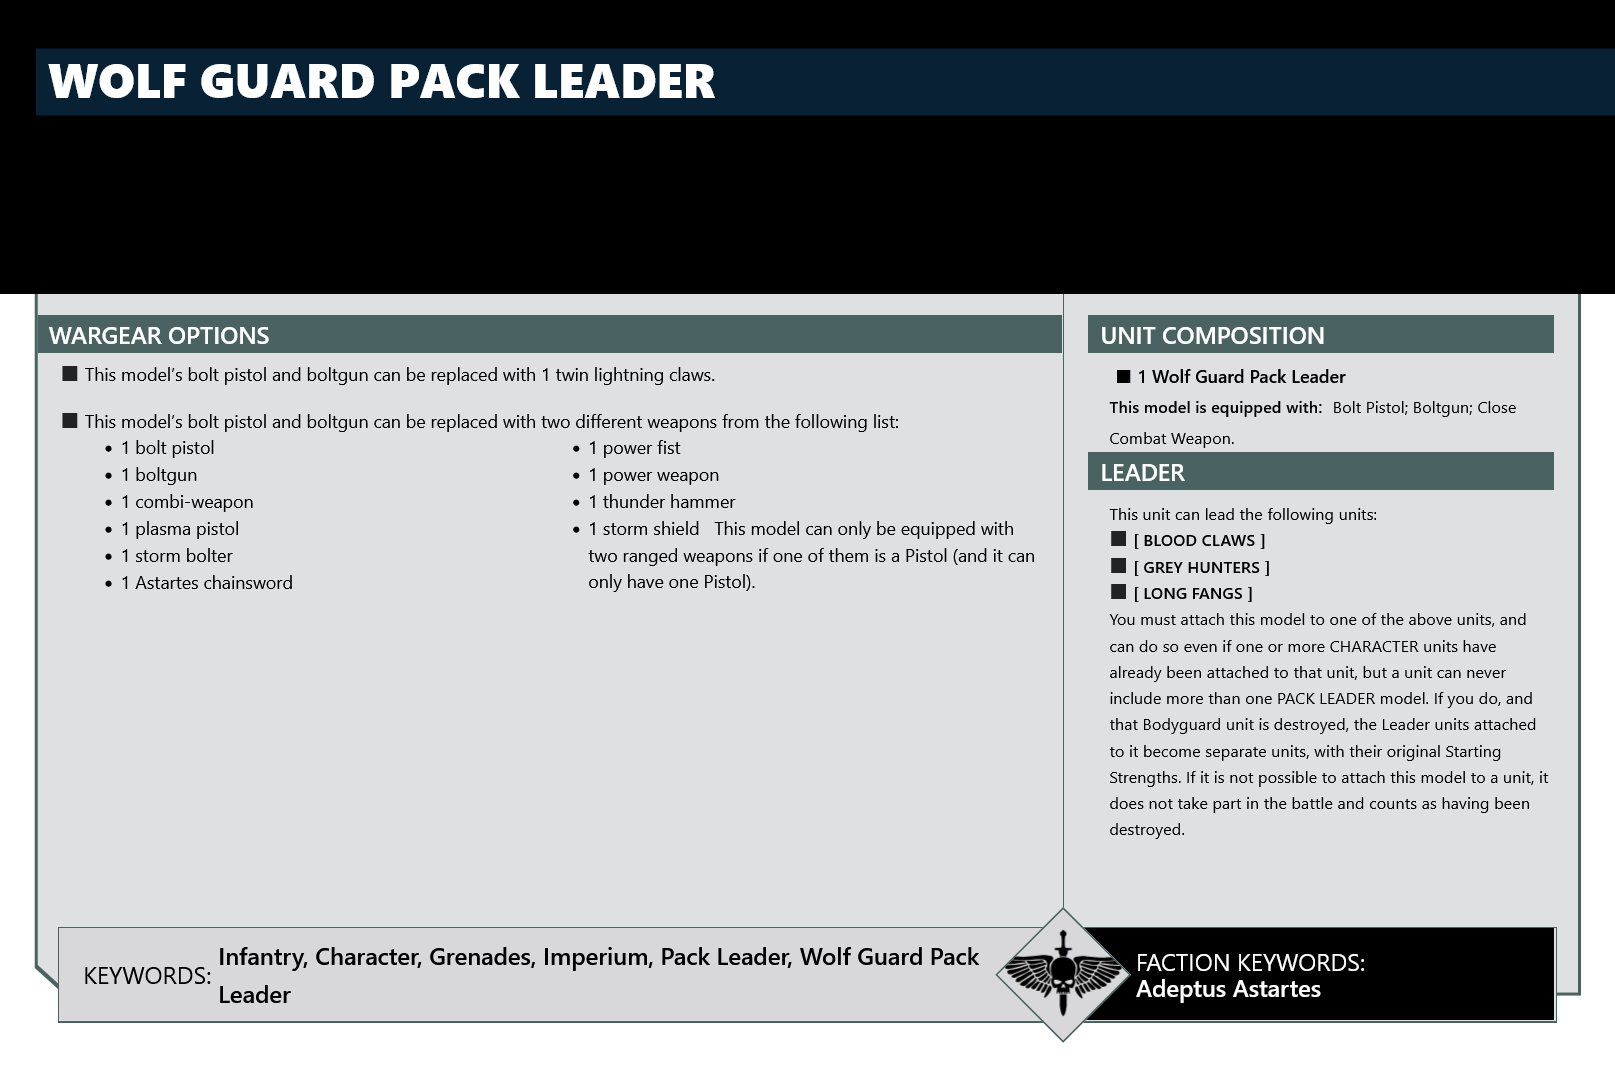 WOLF GUARD PACK LEADER
WARGEAR OPTIONS
This model's bolt pistol and boltgun can be replaced with 1 twin lightning claws.
This model's bolt pistol and boltgun can be replaced with two different weapons from the following list:
1 bolt pistol
1 boltgun
1 combi-weapon
1 plasma pistol
1 storm bolter
1 Astartes chainsword
1 power fist
1 power weapon
1 thunder hammer
1 storm shield This model can only be equipped with
two ranged weapons if one of them is a Pistol (and it can
only have one Pistol).
UNIT COMPOSITION
1 Wolf Guard Pack Leader
This model is equipped with: Bolt Pistol; Boltgun; Close
Combat Weapon.
LEADER
This unit can lead the following units:
[ BLOOD CLAWS ]
[ GREY HUNTERS ]
[ LONG FANGS ]
You must attach this model to one of the above units, and
can do so even if one or more CHARACTER units have
already been attached to that unit, but a unit can never
include more than one PACK LEADER model. If you do, and
that Bodyguard unit is destroyed, the Leader units attached
to it become separate units, with their original Starting
Strengths. If it is not possible to attach this model to a unit, it
does not take part in the battle and counts as having been
destroyed.
KEYWORDS: Infantry, Character, Grenades, Imperium, Pack Leader, Wolf Guard Pack
Leader
FACTION KEYWORDS:
Adeptus Astartes